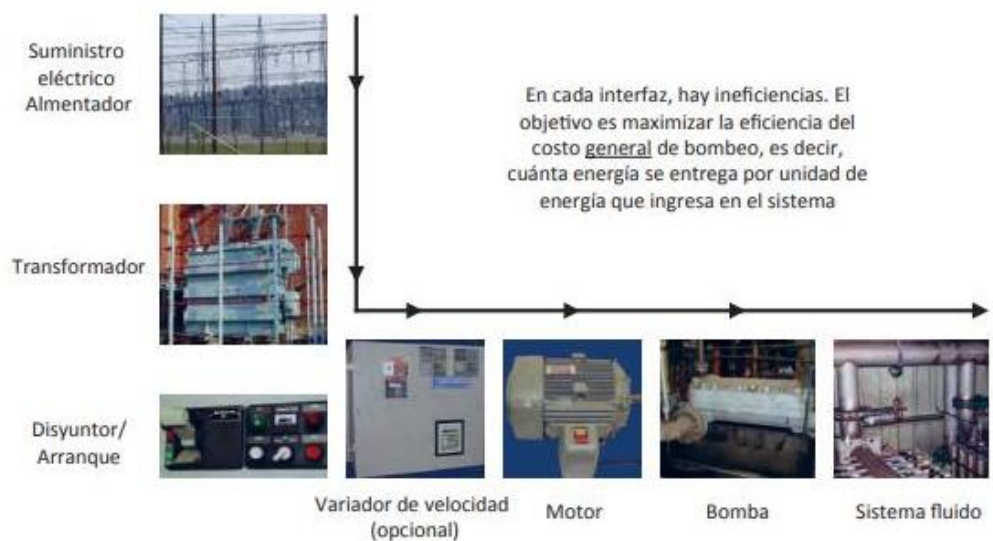 Suministro
eléctrico
Alimentador
En cada interfaz, hay ineficiencias. El
objetivo es maximizar la eficiencia del
costo general de bombeo, es decir,
cuánta energía se entrega por unidad de
energía que ingresa en el sistema
Transformador
Disyuntor/
Arranque
Variador de velocidad
(opcional)
Motor
Bomba
Sistema fluido